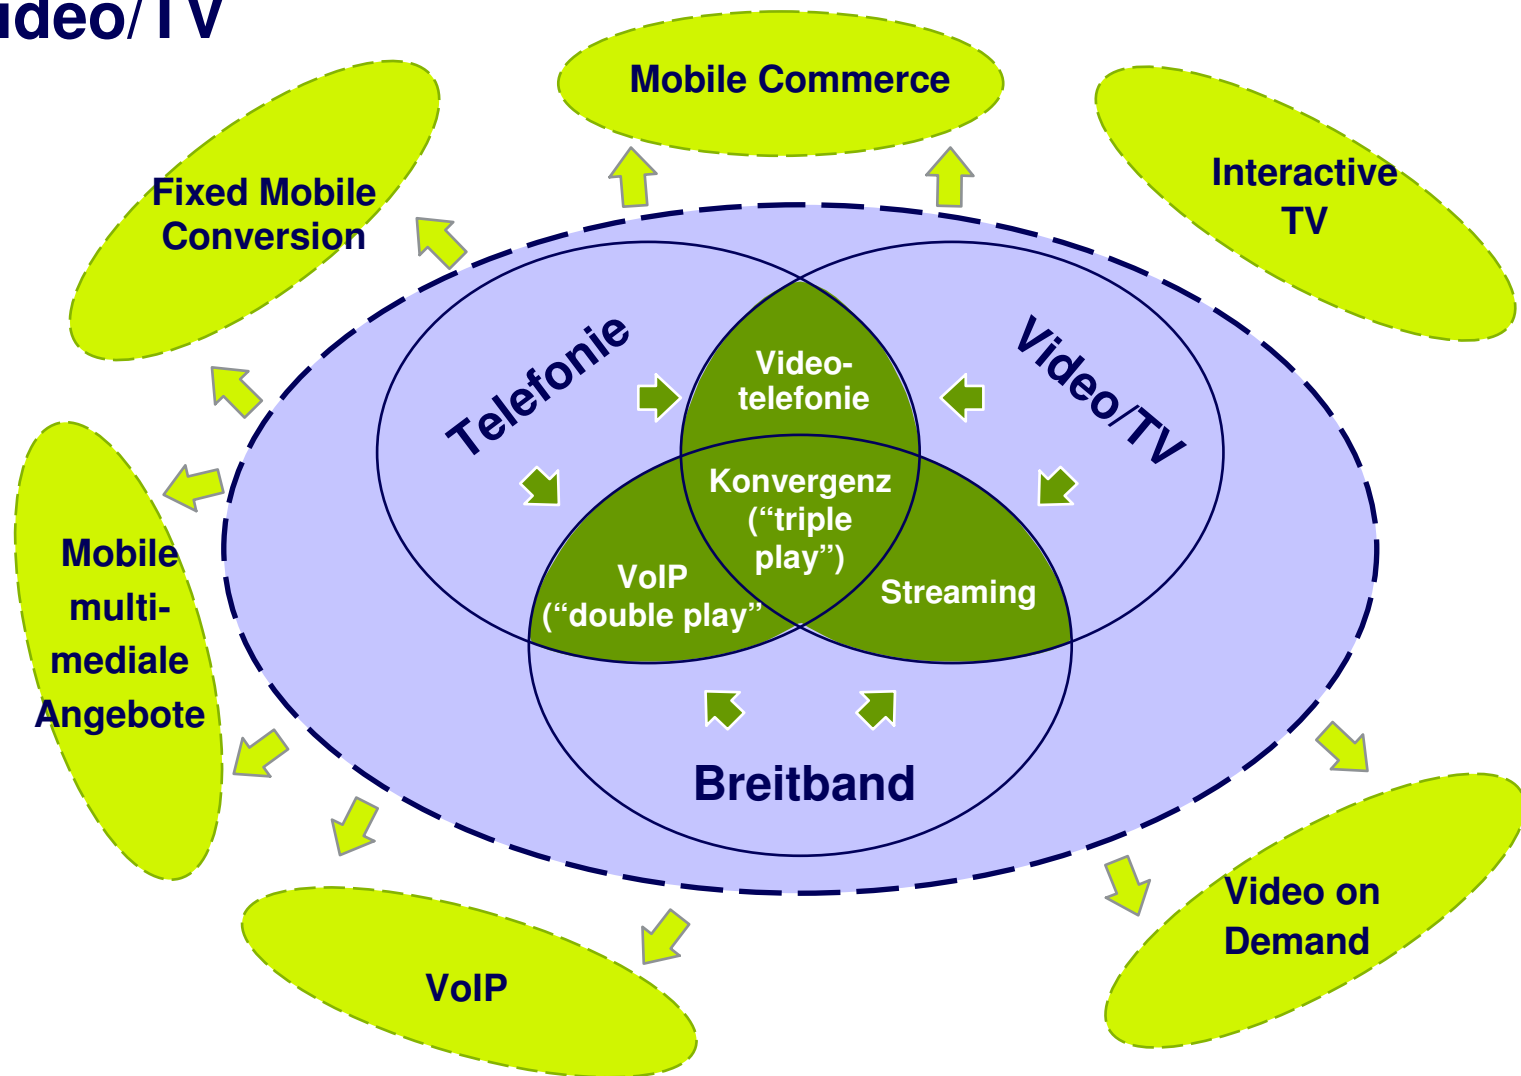 ideo/TV
Mobile Commerce
Fixed Mobile
Conversion
Interactive
TV
Telefonie
Video/TV
Video-
telefonie
Konvergenz
(“triple
play”)
VoIP
(“double play”
Streaming
Mobile
multi-
mediale
Angebote
Breitband
Video on
Demand
VoIP